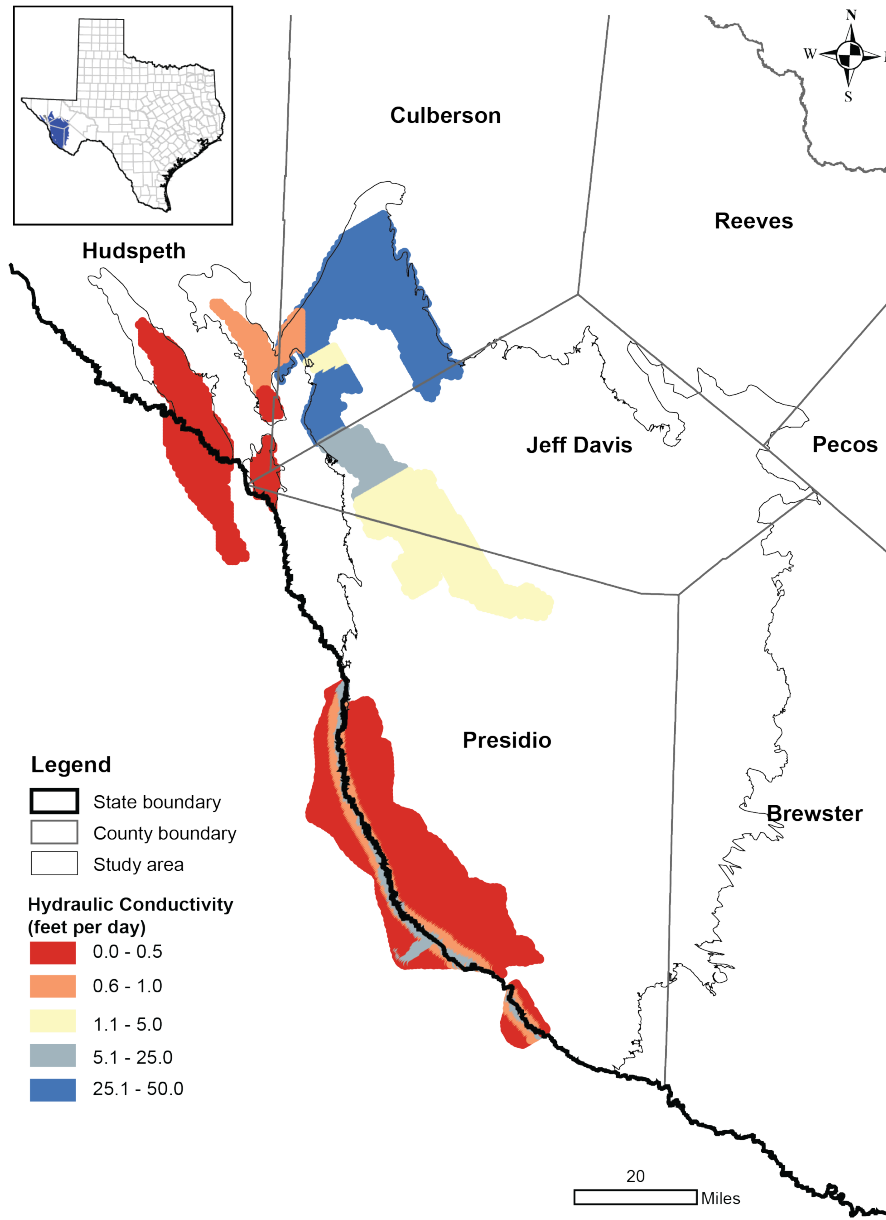 N
W
S
Culberson
Reeves
Hudspeth
Jeff Davis
Pecos
Presidio
Brewster
Legend
State boundary
County boundary
Study area
Hydraulic Conductivity
(feet per day)
0.0 - 0.5
0.6 - 1.0
1.1 - 5.0
5.1 - 25.0
25.1 - 50.0
20
Miles